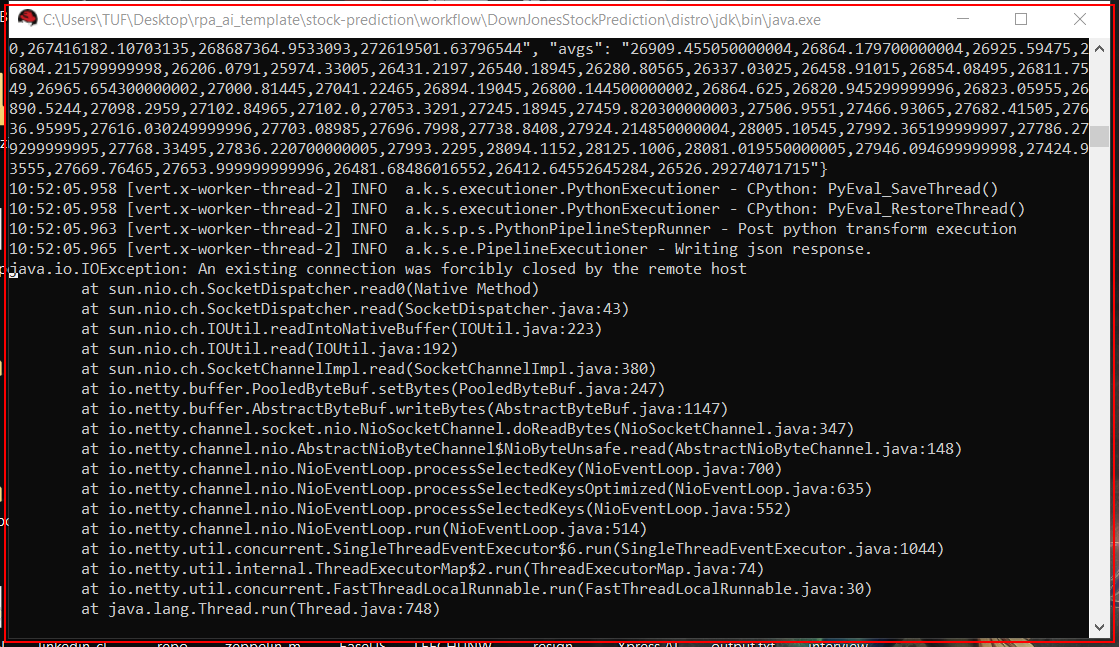 C:\Users\TUF\Desktop\rpa_ai_template\stock-prediction\workflow\DownJonesStockPrediction\distro\jdk\bin\java.exe
0,267416182.10703135,268687364.9533093,272619501.63796544", "avgs": "26909.455050000004,26864.179700000004,26925.59475,2
6804.215799999998,26206.0791,25974.33005,26431.2197,26540.18945,26280.80565,26337.03025,26458.91015,26854.08495,26811.75
49,26965.654300000002,27000.81445,27041.22465,26894.19045,26800.144500000002,26864.625,26820.945299999996,26823.05955,26
890.5244,27098.2959,27102.84965,27102.0,27053.3291,27245.18945,27459.820300000003,27506.9551,27466.93065,27682.41505,276
36.95995,27616.030249999996,27703.08985,27696.7998,27738.8408,27924.214850000004,28005.10545,27992.365199999997,27786.27
9299999995,27768.33495,27836.220700000005,27993.2295,28094.1152,28125.1006,28081.019550000005,27946.094699999998,27424.9
3555,27669.76465,27653.999999999996,26481.68486016552,26412.64552645284,26526.29274071715"}
10:52:05.958 [vert.x-worker-thread-2] INFO  a.k.s.executioner.PythonExecutioner - CPython: PyEval_SaveThread()
10:52:05.958 [vert.x-worker-thread-2] INFO  a.k.s.executioner.PythonExecutioner - CPython: PyEval_RestoreThread()
10:52:05.963 [vert.x-worker-thread-2] INFO  a.k.s.p.s.PythonPipelineStepRunner - Post python transform execution
10:52:05.965 [vert.x-worker-thread-2] INFO  a.k.s.e.PipelineExecutioner - Writing json response.
java.io.IOException: An existing connection was forcibly closed by the remote host
        at sun.nio.ch.SocketDispatcher.read0(Native Method)
        at sun.nio.ch.SocketDispatcher.read(SocketDispatcher.java:43)
        at sun.nio.ch.IOUtil.readIntoNativeBuffer(IOUtil.java:223)
        at sun.nio.ch.IOUtil.read(IOUtil.java:192)
        at sun.nio.ch.SocketChannelImpl.read(SocketChannelImpl.java:380)
        at io.netty.buffer.PooledByteBuf.setBytes(PooledByteBuf.java:247)
        at io.netty.buffer.AbstractByteBuf.writeBytes(AbstractByteBuf.java:1147)
        at io.netty.channel.socket.nio.NioSocketChannel.doReadBytes(NioSocketChannel.java:347)
        at io.netty.channel.nio.AbstractNioByteChannel$NioByteUnsafe.read(AbstractNioByteChannel.java:148)
        at io.netty.channel.nio.NioEventLoop.processSelectedKey(NioEventLoop.java:700)
        at io.netty.channel.nio.NioEventLoop.processSelectedKeysOptimized(NioEventLoop.java:635)
        at io.netty.channel.nio.NioEventLoop.processSelectedKeys(NioEventLoop.java:552)
        at io.netty.channel.nio.NioEventLoop.run(NioEventLoop.java:514)
        at io.netty.util.concurrent.SingleThreadEventExecutor$6.run(SingleThreadEventExecutor.java:1044)
        at io.netty.util.internal.ThreadExecutorMap$2.run(ThreadExecutorMap.java:74)
        at io.netty.util.concurrent.FastThreadLocalRunnable.run(FastThreadLocalRunnable.java:30)
        at java.lang.Thread.run(Thread.java:748)